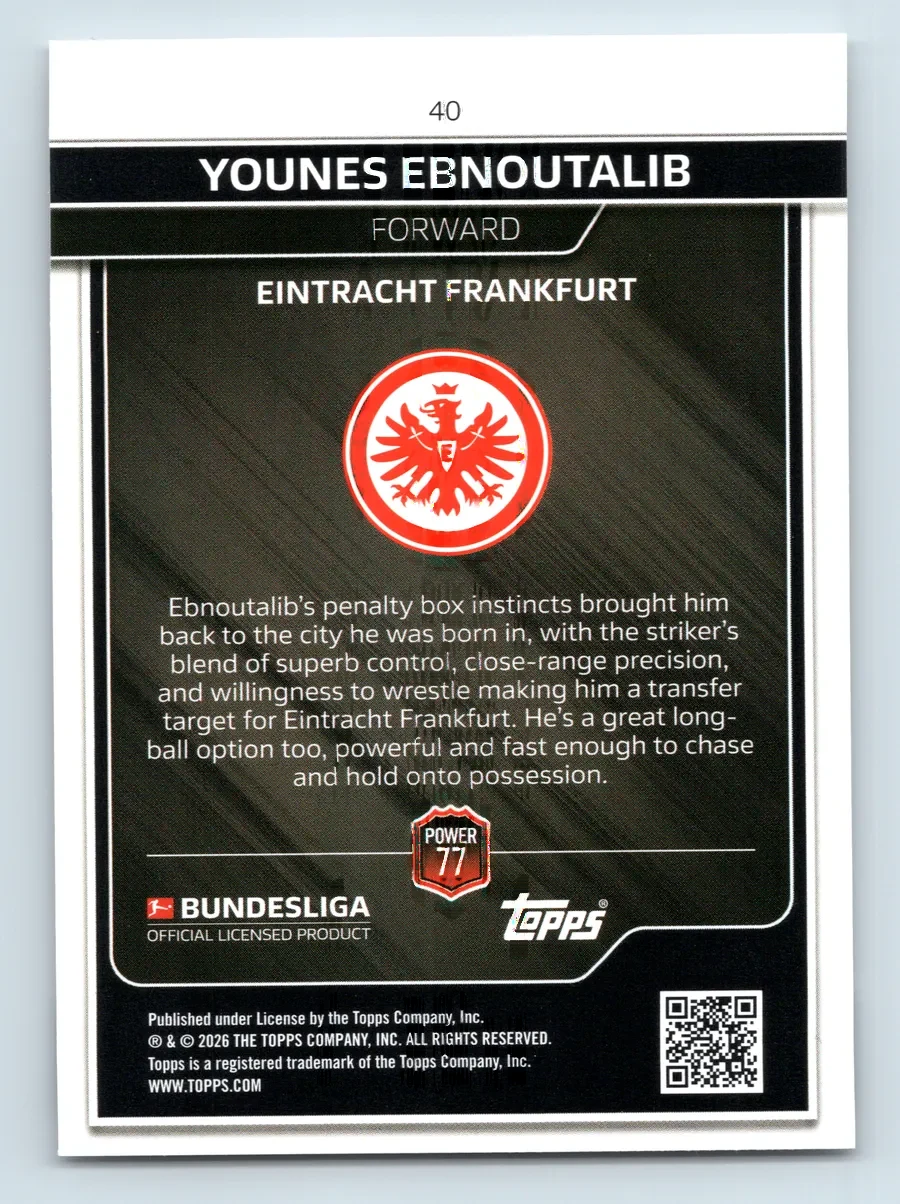 40
YOUNES EBNOUTALIB
FORWARD
EINTRACHT FRANKFURT
E
Ebnoutalib's penalty box instincts brought him
back to the city he was born in, with the striker's
blend of superb control, close-range precision,
and willingness to wrestle making him a transfer
target for Eintracht Frankfurt. He's a great long-
ball option too, powerful and fast enough to chase
and hold onto possession.
POWER
77
BUNDESLIGA
OFFICIAL LICENSED PRODUCT
topps®
Published under License by the Topps Company, Inc.
® & © 2026 THE TOPPS COMPANY, INC. ALL RIGHTS RESERVED.
Topps is a registered trademark of the Topps Company, Inc.
WWW.TOPPS.COM